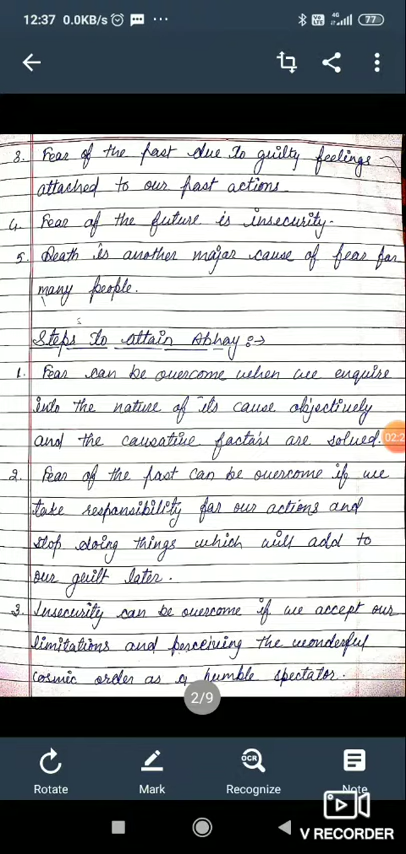 12:37 0.0KB/s ... 4G 77
3. Fear of the past due to guilty feelings
attached to our past actions.
4. Fear of the future is insecurity.
5. Death is another major cause of fear for
many people.
Steps to attain Abhay :→
1. Fear can be overcome when we enquire
into the nature of its cause objectively
and the causative factors are solved.
02:2
2. Fear of the past can be overcome if we
take responsibility for our actions and
stop doing things which will add to
our guilt later.
3. Insecurity can be overcome if we accept our
limitations and perceiving the wonderful
cosmic order as a humble spectator.
2/9
OCR
Rotate Mark Recognize Note
V RECORDER